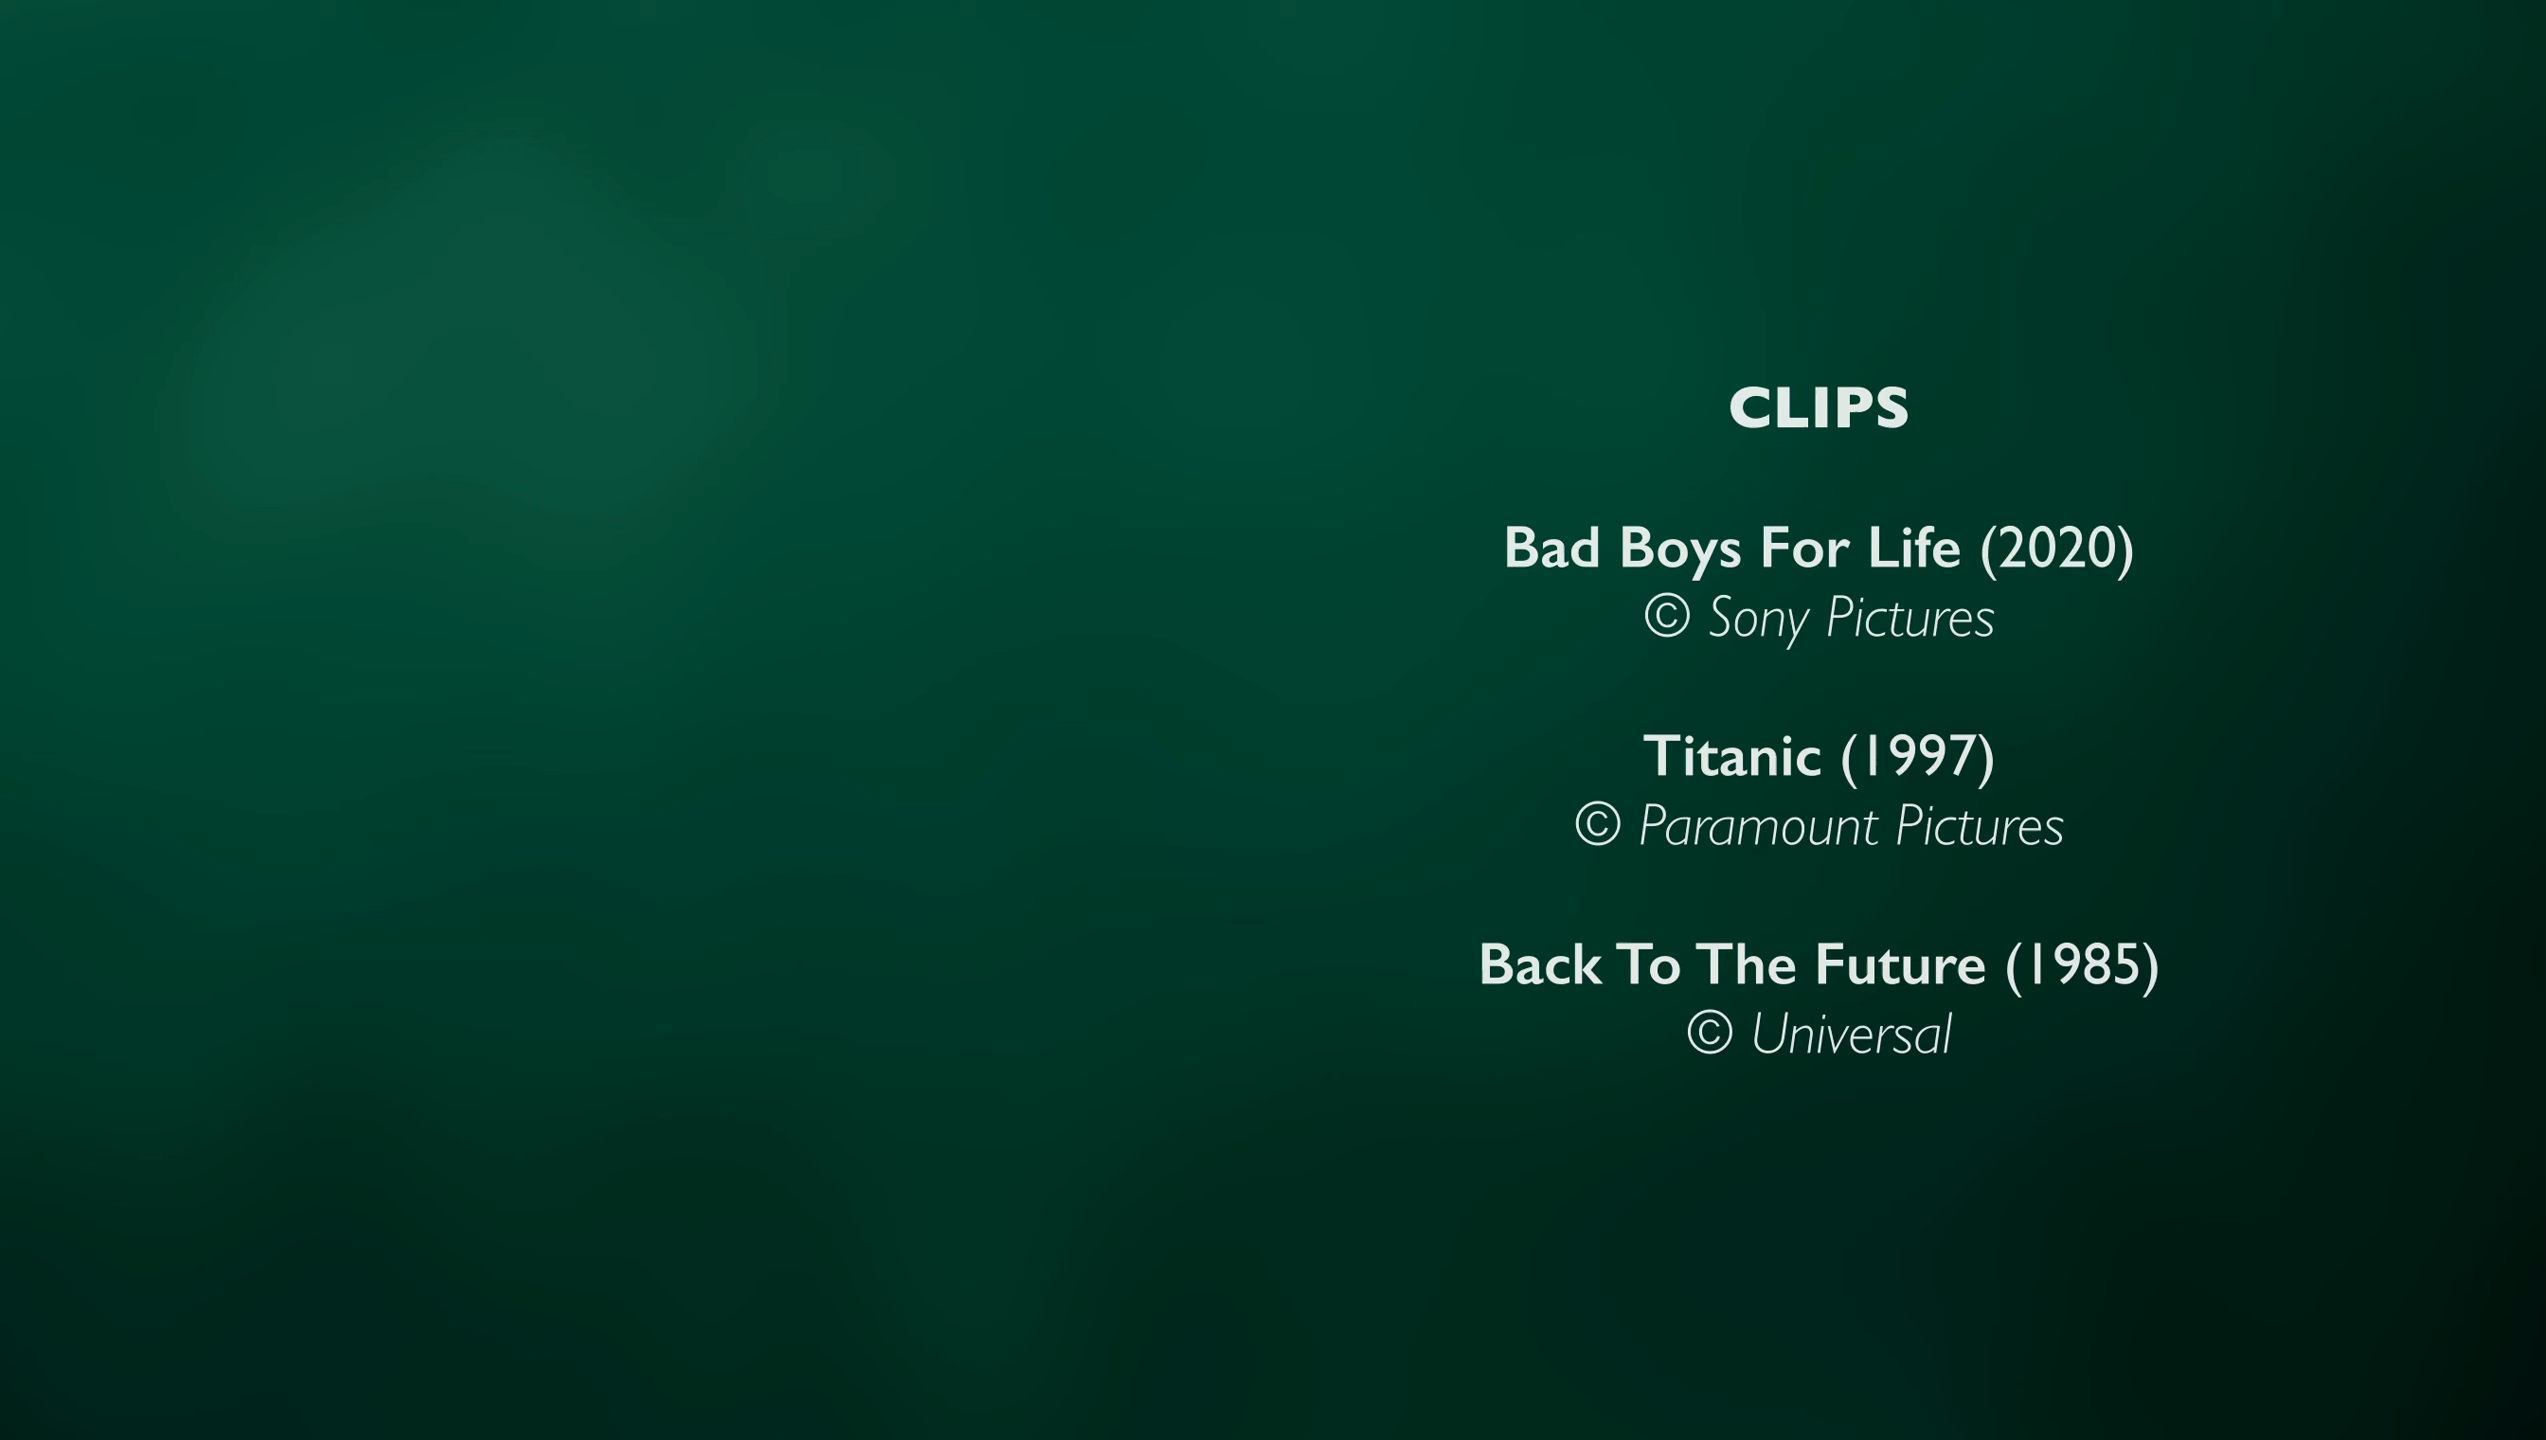 CLIPS
Bad Boys For Life (2020)
© Sony Pictures
Titanic (1997)
© Paramount Pictures
Back To The Future (1985)
© Universal